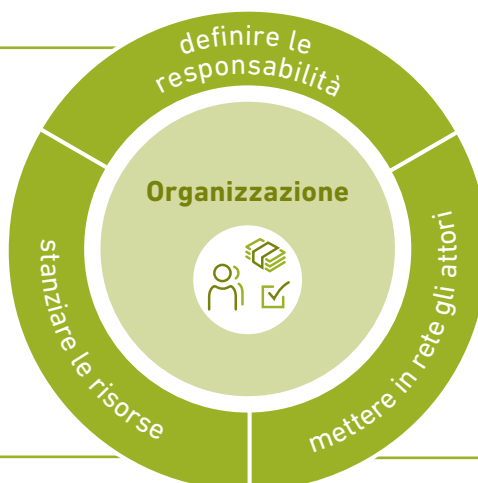 definire le
responsabilità
Organizzazione
stanziare le risorse
mettere in rete gli attori